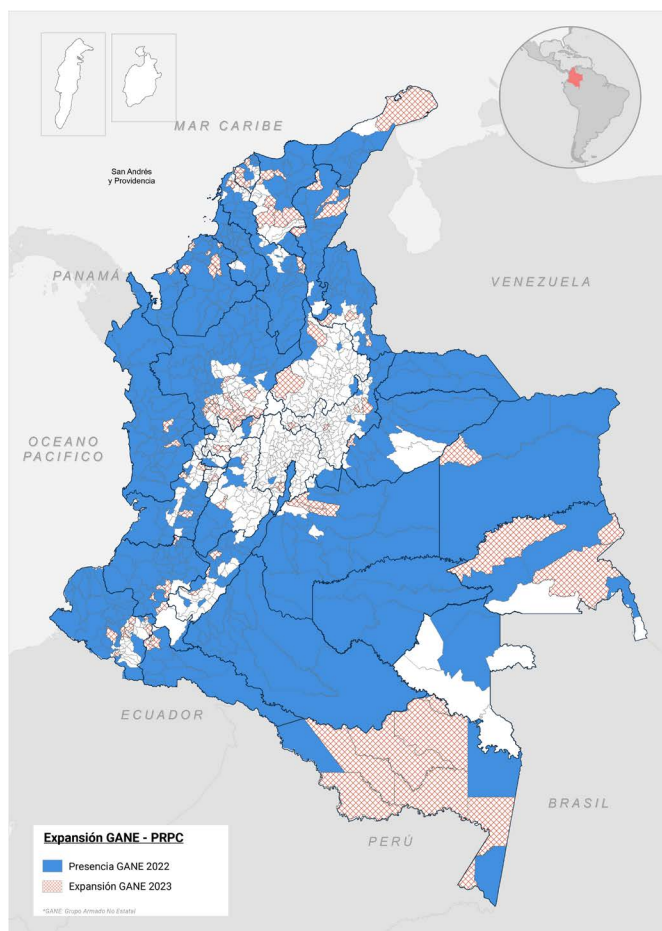 MAR CARIBE
San Andrés
y Providencia
PANAMÁ
VENEZUELA
OCEANO
PACIFICO
ECUADOR
BRASIL
PERÚ
Expansión GANE - PRPC
Presencia GANE 2022
Expansión GANE 2023
*GANE: Grupo Armado No Estatal